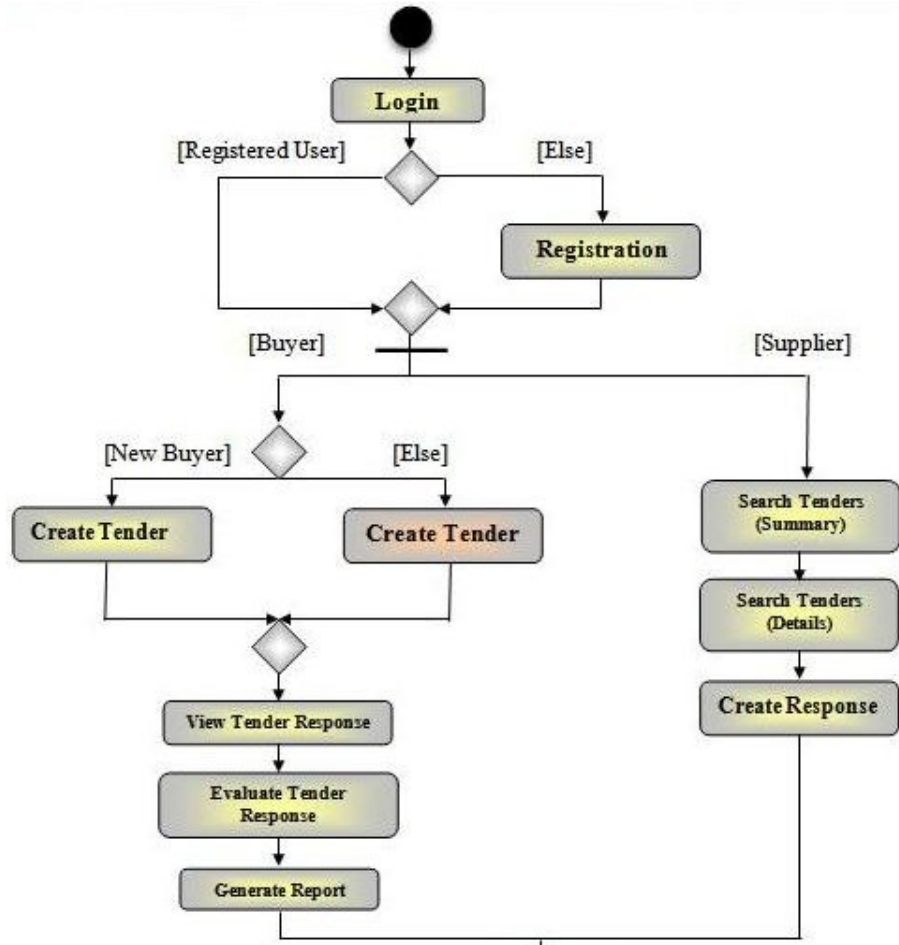 Login
[Registered User]
[Else]
Registration
[Buyer]
[Supplier]
[New Buyer]
[Else]
Create Tender
Create Tender
Search Tenders
(Summary)
Search Tenders
(Details)
View Tender Response
Create Response
Evaluate Tender
Response
Generate Report